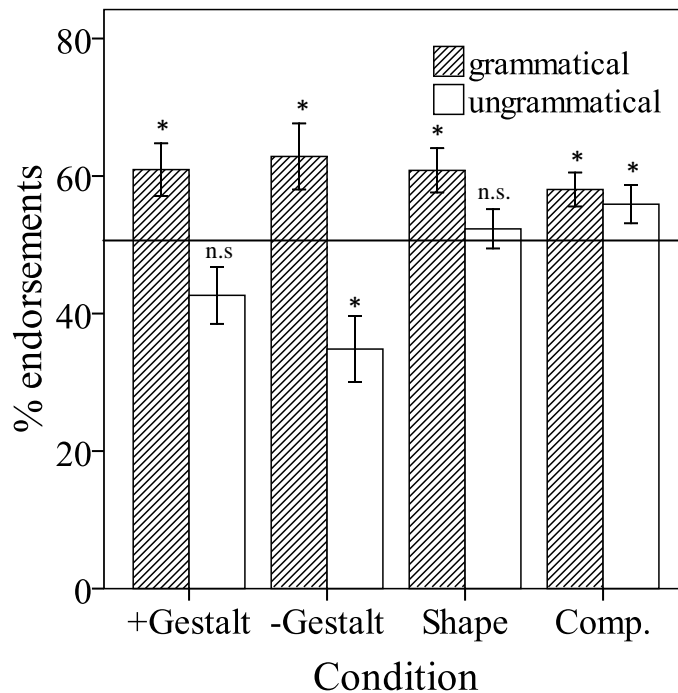 80
grammatical
ungrammatical
* * * * *
n.s.
60
n.s
*
40
20
0
% endorsements
+Gestalt -Gestalt Shape Comp.
Condition